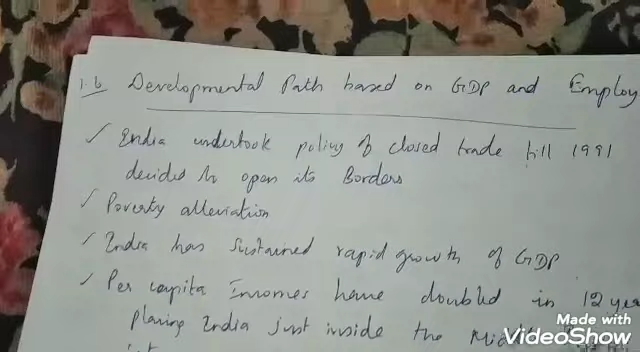 1.6 Developmental Path based on GDP and Employ
✓ India undertook policy of closed trade till 1991
decided to open its Borders
✓ Poverty alleviation
✓ India has sustained rapid growth of GDP
✓ Per capita Incomes have doubled in 12 yea
placing India just inside the Midd
Made with
VideoShow